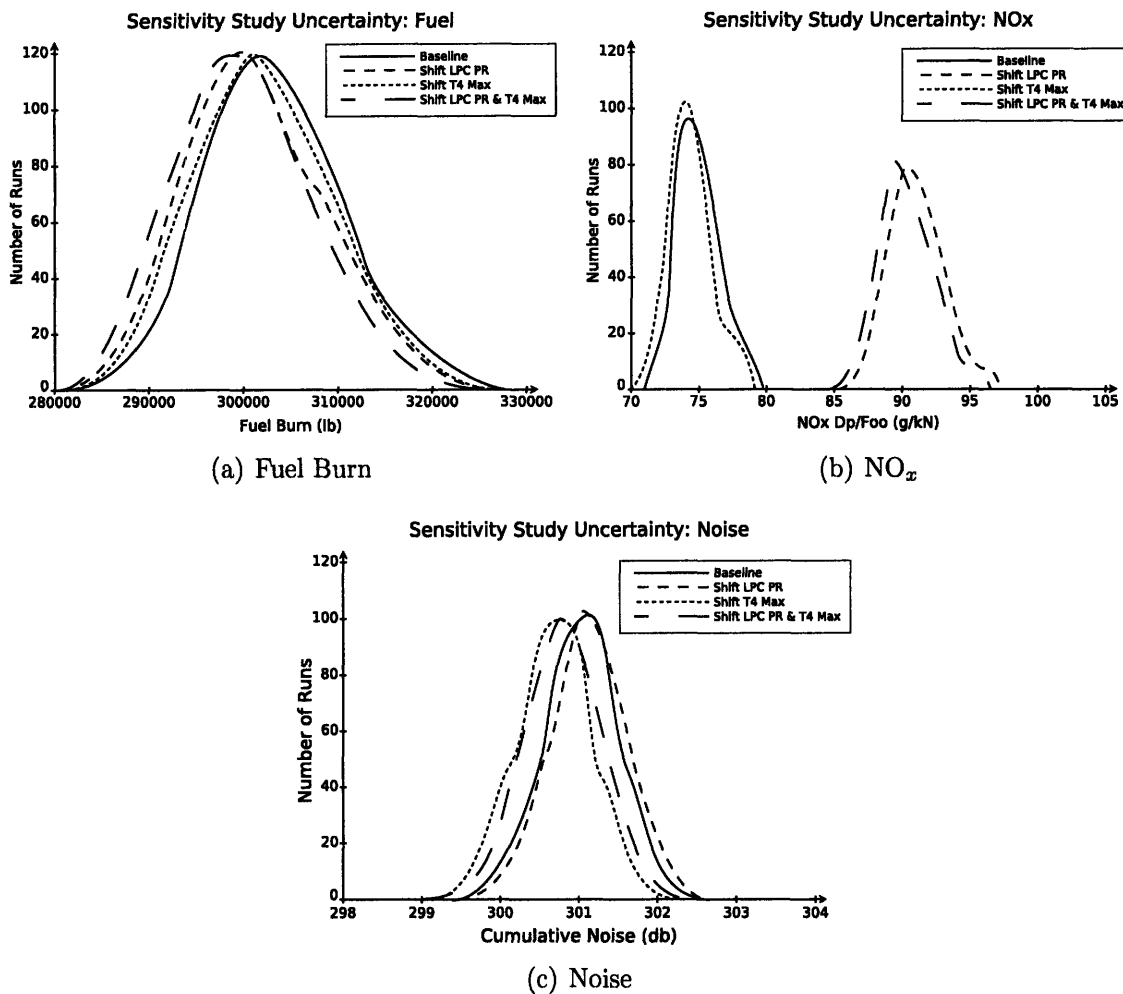 Sensitivity Study Uncertainty: Fuel
Number of Runs
120
100
80
60
40
20
0
280000 290000 300000 310000 320000 330000
Fuel Burn (lb)
Baseline
Shift LPC PR
Shift T4 Max
Shift LPC PR & T4 Max
(a) Fuel Burn
Sensitivity Study Uncertainty: NOx
Number of Runs
120
100
80
60
40
20
0
70 75 80 85 90 95 100 105
NOx Dp/Foo (g/kN)
Baseline
Shift LPC PR
Shift T4 Max
Shift LPC PR & T4 Max
(b) NOₓ
Sensitivity Study Uncertainty: Noise
Number of Runs
120
100
80
60
40
20
0
298 299 300 301 302 303 304
Cumulative Noise (db)
Baseline
Shift LPC PR
Shift T4 Max
Shift LPC PR & T4 Max
(c) Noise